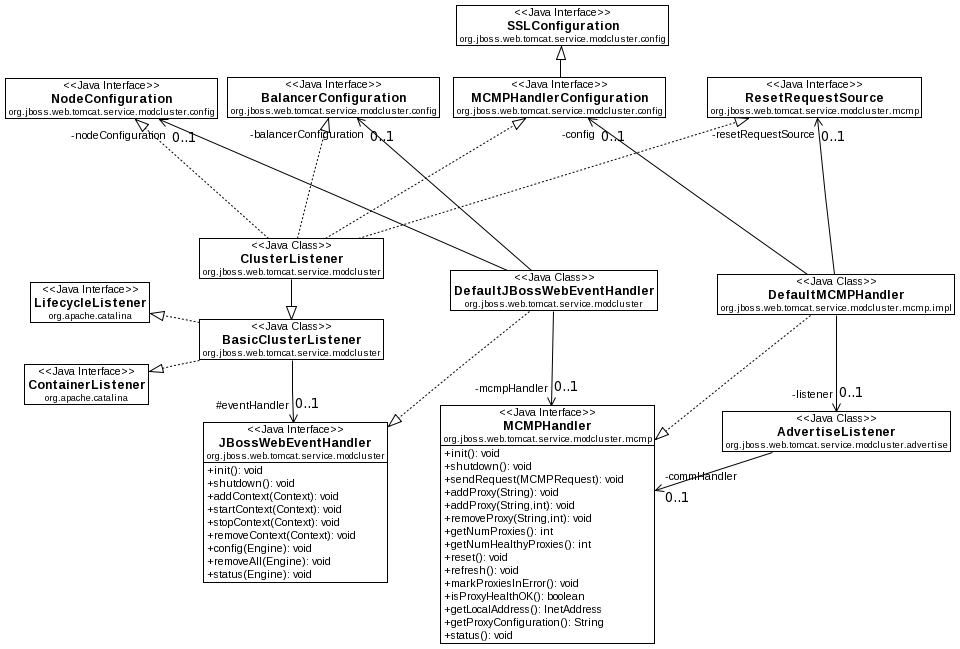 <<Java Interface>>
SSLConfiguration
org.jboss.web.tomcat.service.modcluster.config
<<Java Interface>>
NodeConfiguration
org.jboss.web.tomcat.service.modcluster.config
<<Java Interface>>
BalancerConfiguration
org.jboss.web.tomcat.service.modcluster.config
<<Java Interface>>
MCMPHandlerConfiguration
org.jboss.web.tomcat.service.modcluster.config
<<Java Interface>>
ResetRequestSource
org.jboss.web.tomcat.service.modcluster.mcmp
-nodeConfiguration 0..1
-balancerConfiguration 0..1
-config 0..1
-resetRequestSource 0..1
<<Java Class>>
ClusterListener
org.jboss.web.tomcat.service.modcluster
<<Java Class>>
DefaultJBossWebEventHandler
org.jboss.web.tomcat.service.modcluster
<<Java Class>>
DefaultMCMPHandler
org.jboss.web.tomcat.service.modcluster.mcmp.impl
<<Java Interface>>
LifecycleListener
org.apache.catalina
<<Java Class>>
BasicClusterListener
org.jboss.web.tomcat.service.modcluster
<<Java Interface>>
ContainerListener
org.apache.catalina
#eventHandler 0..1
-mcmpHandler 0..1
-listener 0..1
<<Java Interface>>
JBossWebEventHandler
org.jboss.web.tomcat.service.modcluster
+init(): void
+shutdown(): void
+addContext(Context): void
+startContext(Context): void
+stopContext(Context): void
+removeContext(Context): void
+config(Engine): void
+removeAll(Engine): void
+status(Engine): void
<<Java Interface>>
MCMPHandler
org.jboss.web.tomcat.service.modcluster.mcmp
+init(): void
+shutdown(): void
+sendRequest(MCMPRequest): void
+addProxy(String): void
+addProxy(String,int): void
+removeProxy(String,int): void
+getNumProxies(): int
+getNumHealthyProxies(): int
+reset(): void
+refresh(): void
+markProxiesInError(): void
+isProxyHealthOK(): boolean
+getLocalAddress(): InetAddress
+getProxyConfiguration(): String
+status(): void
<<Java Class>>
AdvertiseListener
org.jboss.web.tomcat.service.modcluster.advertise
-commHandler
0..1